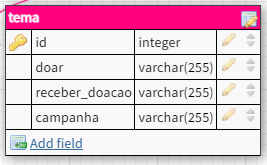 tema
id integer
doar varchar(255)
receber_doacao varchar(255)
campanha varchar(255)
Add field